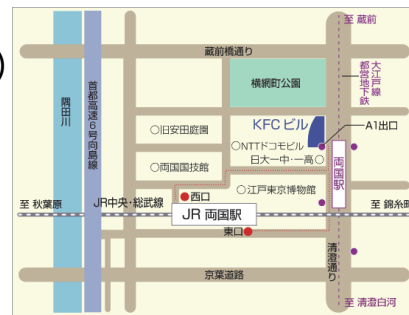 )
至 蔵前
蔵前橋通り
大江戸線
都営地下鉄
首都高速6号向島線
隅田川
横網町公園
KFCビル
A1出口
○旧安田庭園
○NTTドコモビル
日大一中・一高○
両国駅
○両国国技館
○江戸東京博物館
西口
至 秋葉原
JR中央・総武線
JR 両国駅
至 錦糸町
東口
清澄通り
京葉道路
至 清澄白河